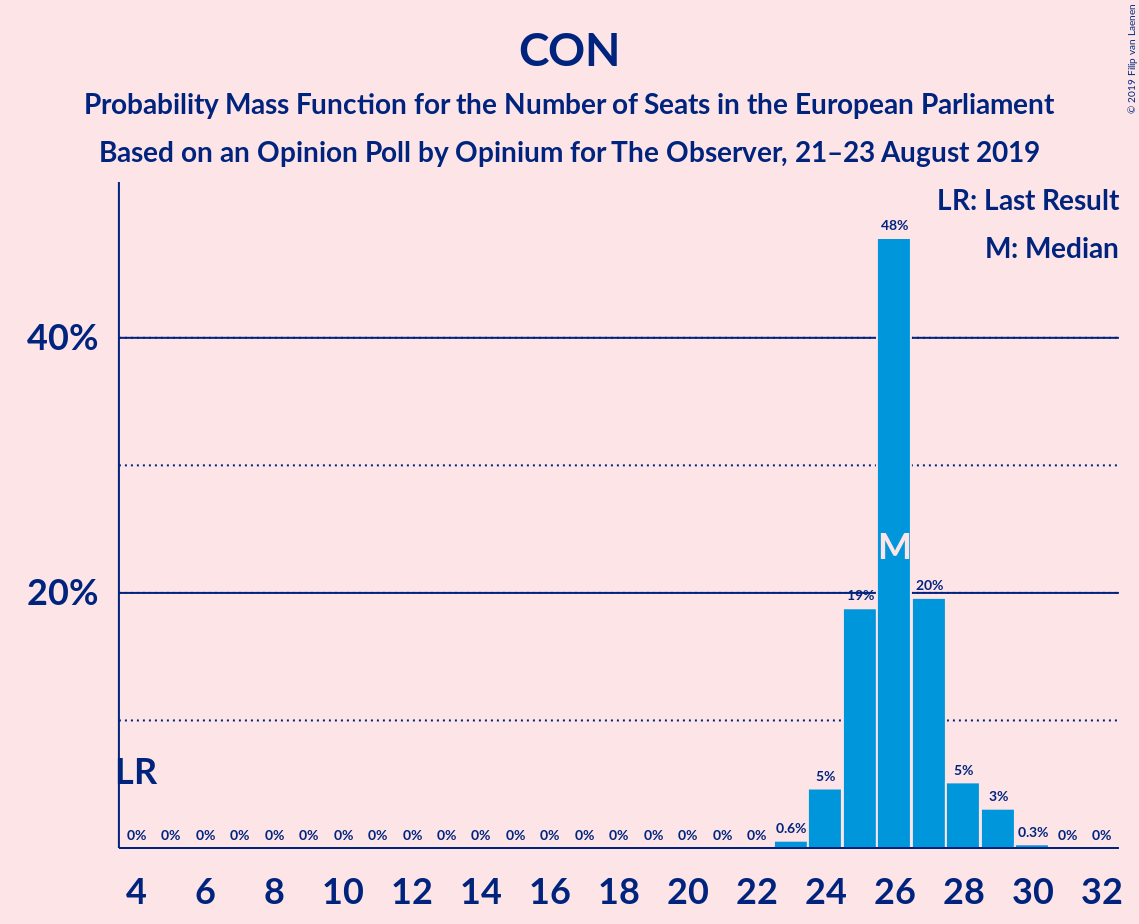 CON
Probability Mass Function for the Number of Seats in the European Parliament
Based on an Opinion Poll by Opinium for The Observer, 21–23 August 2019
© 2019 Filip van Laenen
LR: Last Result
M: Median
48%
40%
M
20%
19%
20%
LR
5%
5%
3%
0% 0% 0% 0% 0% 0% 0% 0% 0% 0% 0% 0% 0% 0% 0% 0% 0% 0% 0% 0.6% 0.3% 0% 0%
4 6 8 10 12 14 16 18 20 22 24 26 28 30 32